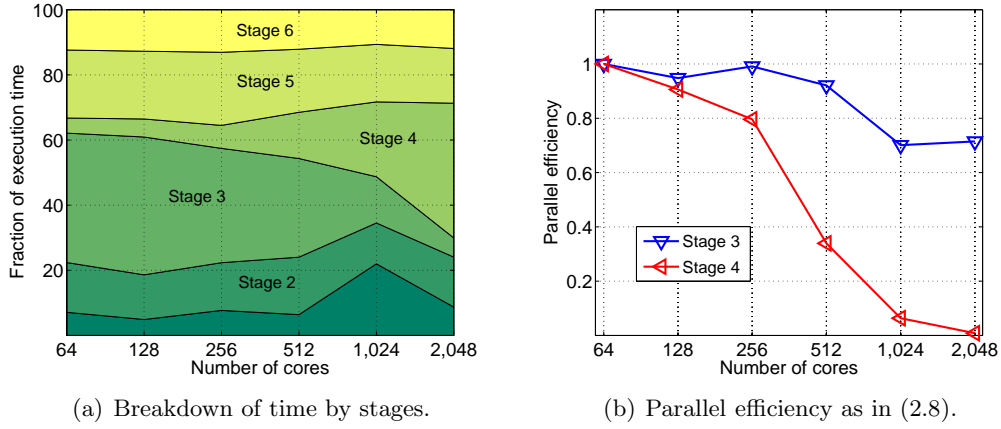 100
80
60
40
20
Fraction of execution time
Stage 6
Stage 5
Stage 4
Stage 3
Stage 2
64 128 256 512 1,024 2,048
Number of cores
(a) Breakdown of time by stages.
1
0.8
0.6
0.4
0.2
Parallel efficiency
Stage 3
Stage 4
64 128 256 512 1,024 2,048
Number of cores
(b) Parallel efficiency as in (2.8).